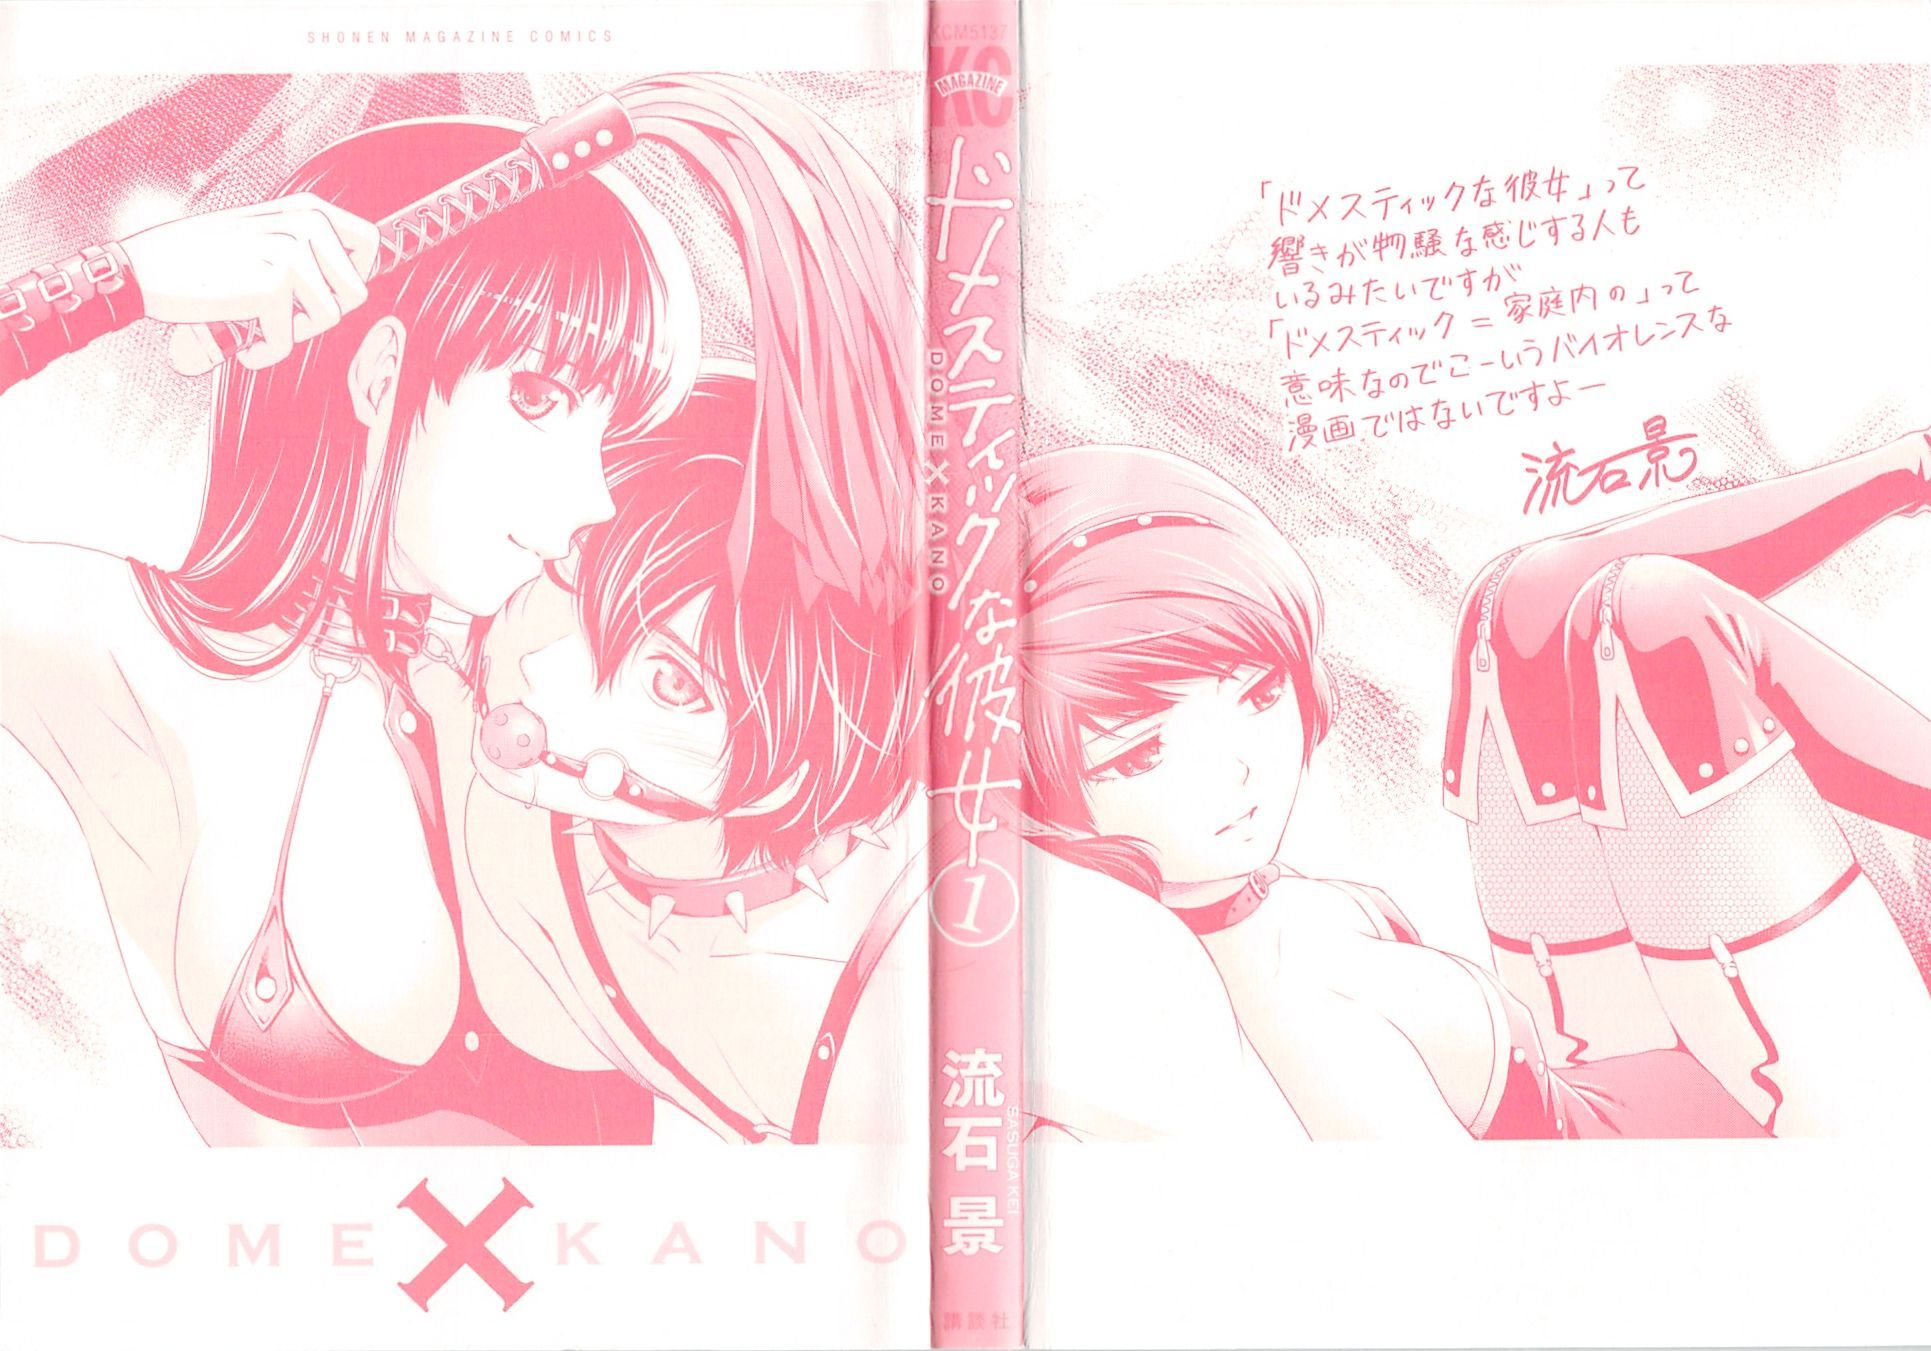 SHONEN MAGAZINE COMICS
DOME×KANO
KCM5137
KC
MAGAZINE
ドメスティックな彼女
DOME×KANO
1
流石景
SASUGA KEI
講談社
「ドメスティックな彼女」って
響きが物騒な感じする人も
いるみたいですが
「ドメスティック＝家庭内の」って
意味なのでこーいうバイオレンスな
漫画ではないですよー
流石景